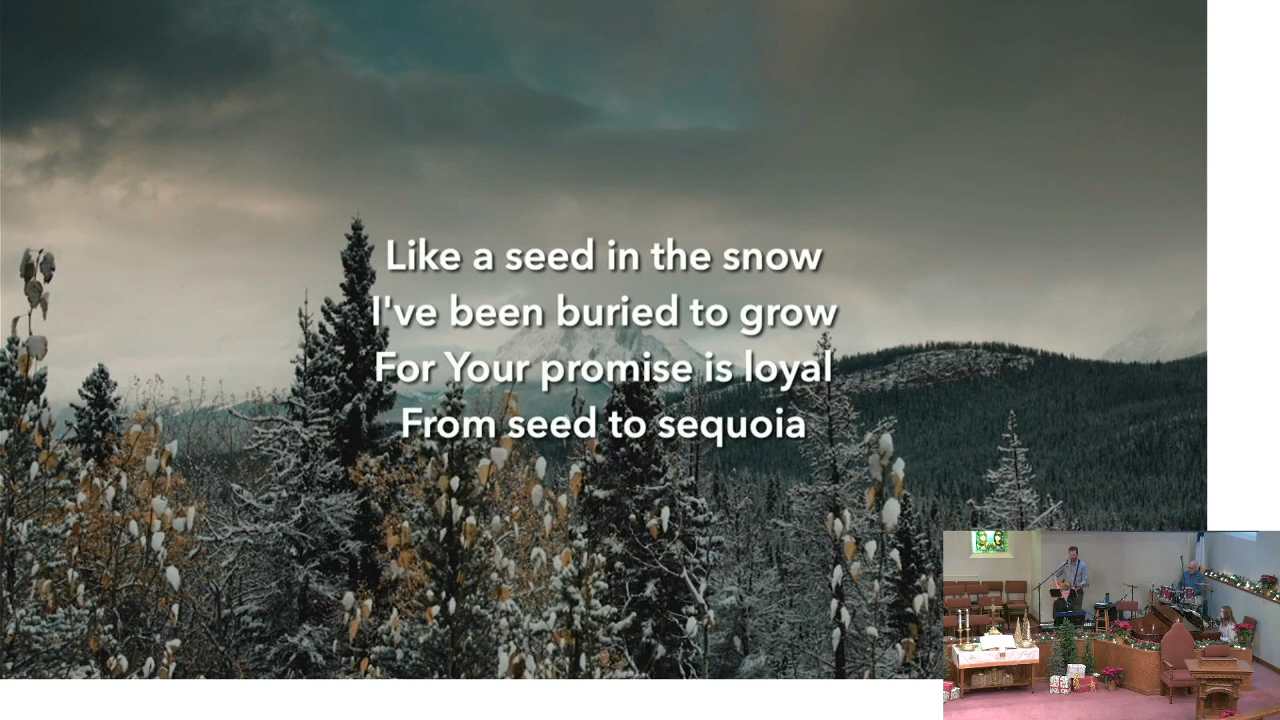 Like a seed in the snow
I've been buried to grow
For Your promise is loyal
From seed to sequoia